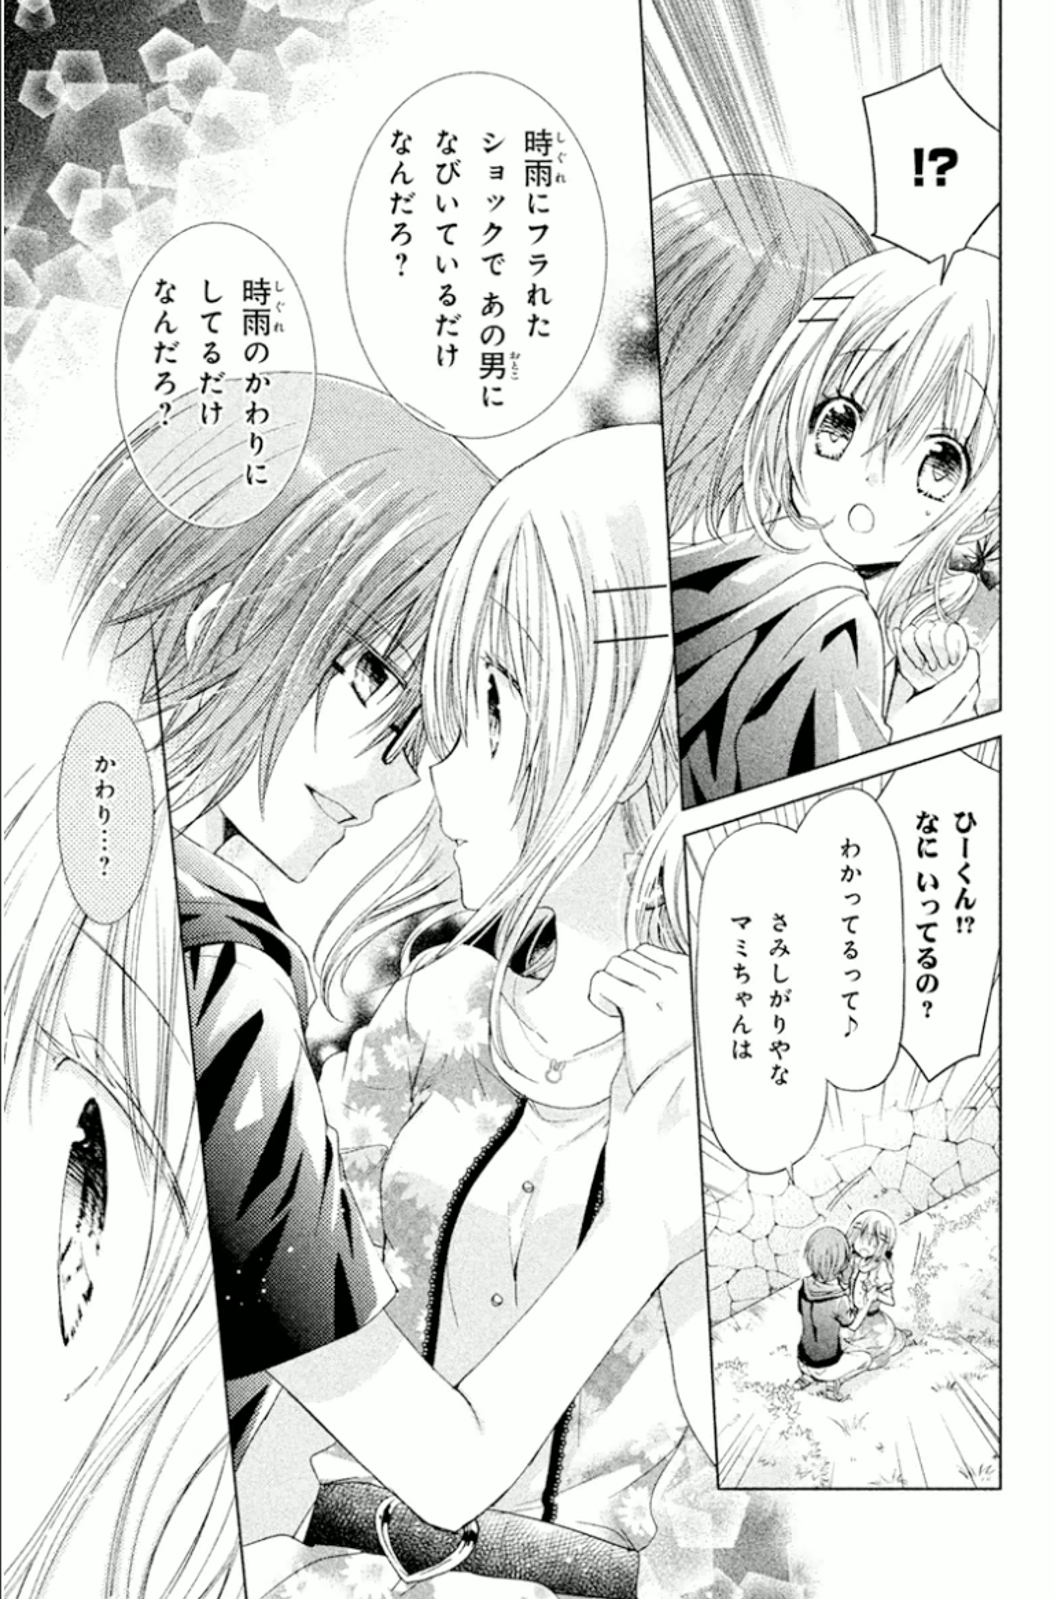 !?
ひーくん!?
なにいってるの?
わかってるって♪
さみしがりやな
マミちゃんは
時雨にフラれた
ショックであの男に
なびいているだけ
なんだろ?
時雨のかわりに
してるだけ
なんだろ?
かわり…?